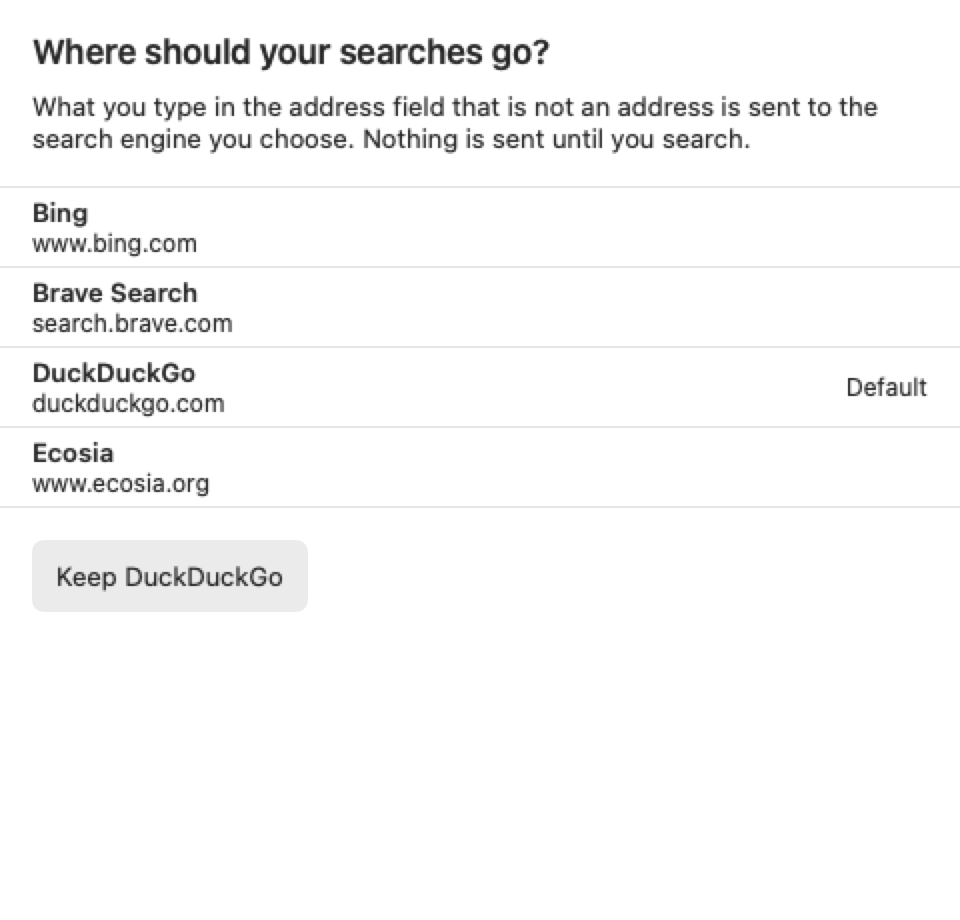 Where should your searches go?
What you type in the address field that is not an address is sent to the
search engine you choose. Nothing is sent until you search.
Bing
www.bing.com
Brave Search
search.brave.com
DuckDuckGo
duckduckgo.com
Default
Ecosia
www.ecosia.org
Keep DuckDuckGo